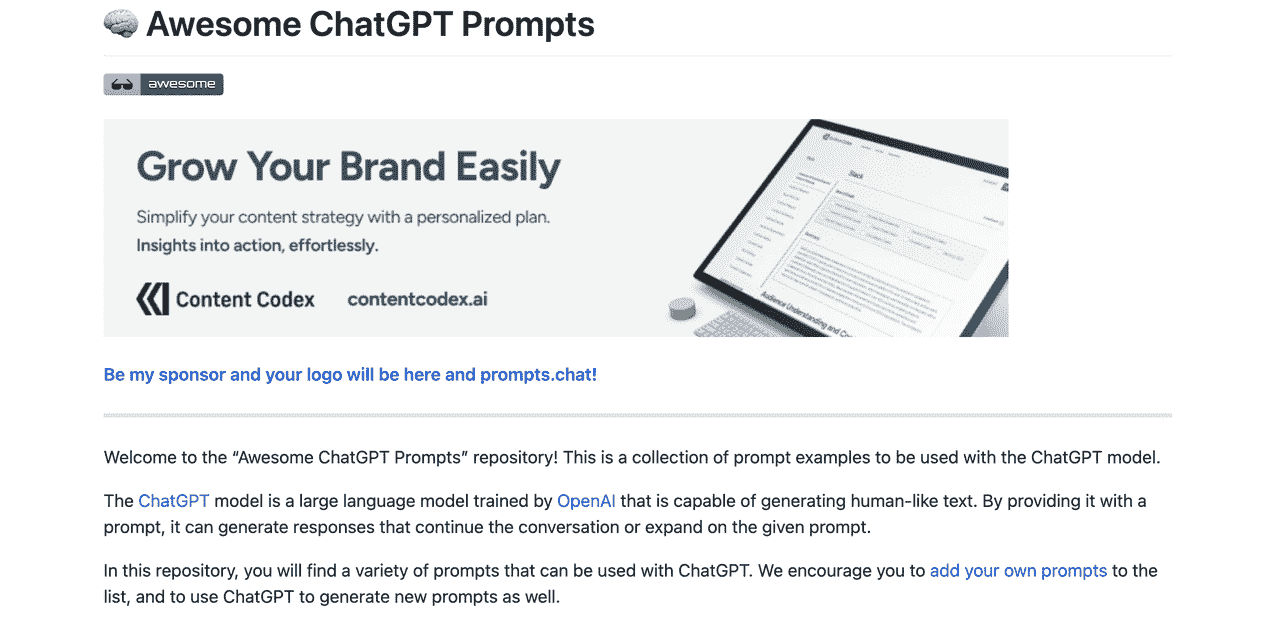 Awesome ChatGPT Prompts
awesome
Grow Your Brand Easily
Simplify your content strategy with a personalized plan.
Insights into action, effortlessly.
Content Codex contentcodex.ai
Slack
Audience Understanding and
Be my sponsor and your logo will be here and prompts.chat!
Welcome to the “Awesome ChatGPT Prompts” repository! This is a collection of prompt examples to be used with the ChatGPT model.
The ChatGPT model is a large language model trained by OpenAI that is capable of generating human-like text. By providing it with a
prompt, it can generate responses that continue the conversation or expand on the given prompt.
In this repository, you will find a variety of prompts that can be used with ChatGPT. We encourage you to add your own prompts to the
list, and to use ChatGPT to generate new prompts as well.